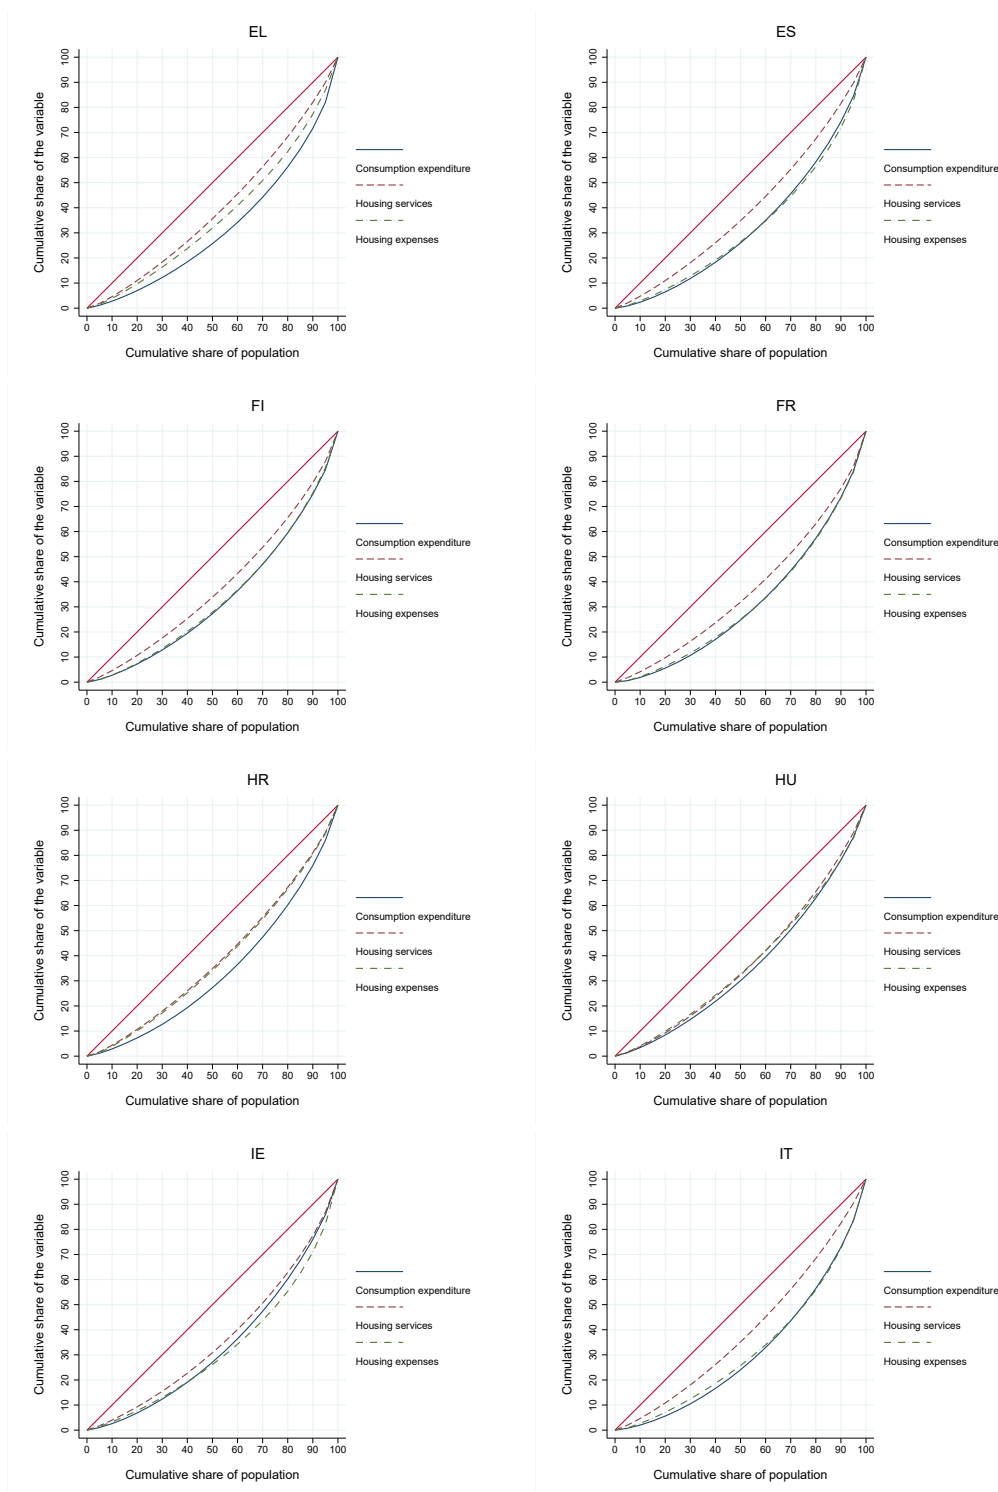 EL
Cumulative share of the variable
0 10 20 30 40 50 60 70 80 90 100
0 10 20 30 40 50 60 70 80 90 100
Cumulative share of population
Consumption expenditure
Housing services
Housing expenses
ES
Cumulative share of the variable
0 10 20 30 40 50 60 70 80 90 100
0 10 20 30 40 50 60 70 80 90 100
Cumulative share of population
Consumption expenditure
Housing services
Housing expenses
FI
Cumulative share of the variable
0 10 20 30 40 50 60 70 80 90 100
0 10 20 30 40 50 60 70 80 90 100
Cumulative share of population
Consumption expenditure
Housing services
Housing expenses
FR
Cumulative share of the variable
0 10 20 30 40 50 60 70 80 90 100
0 10 20 30 40 50 60 70 80 90 100
Cumulative share of population
Consumption expenditure
Housing services
Housing expenses
HR
Cumulative share of the variable
0 10 20 30 40 50 60 70 80 90 100
0 10 20 30 40 50 60 70 80 90 100
Cumulative share of population
Consumption expenditure
Housing services
Housing expenses
HU
Cumulative share of the variable
0 10 20 30 40 50 60 70 80 90 100
0 10 20 30 40 50 60 70 80 90 100
Cumulative share of population
Consumption expenditure
Housing services
Housing expenses
IE
Cumulative share of the variable
0 10 20 30 40 50 60 70 80 90 100
0 10 20 30 40 50 60 70 80 90 100
Cumulative share of population
Consumption expenditure
Housing services
Housing expenses
IT
Cumulative share of the variable
0 10 20 30 40 50 60 70 80 90 100
0 10 20 30 40 50 60 70 80 90 100
Cumulative share of population
Consumption expenditure
Housing services
Housing expenses